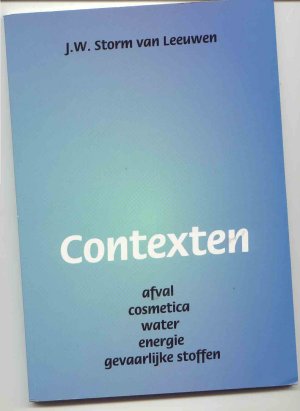 J.W. Storm van Leeuwen
Contexten
afval
cosmetica
water
energie
gevaarlijke stoffen